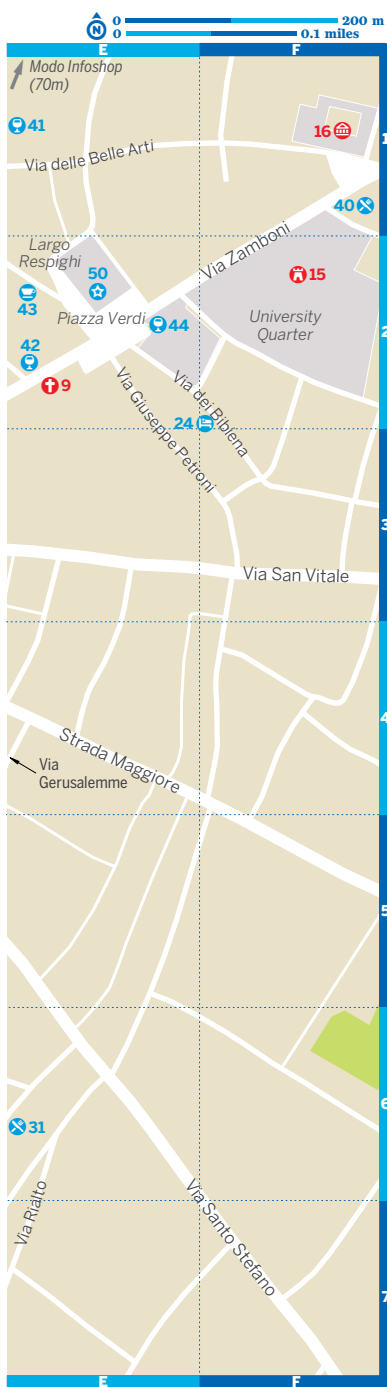 N
0 200 m
0 0.1 miles
E F
Modo Infoshop
(70m)
41
16
1
Via delle Belle Arti
40
Largo
Respighi
Via Zamboni
50
15
43
Piazza Verdi
44
University
Quarter
2
42
9
Via Giuseppe Petroni
Via dei Bibiena
24
3
Via San Vitale
4
Strada Maggiore
Via
Gerusalemme
5
6
31
Via Rialto
Via Santo Stefano
7
E F